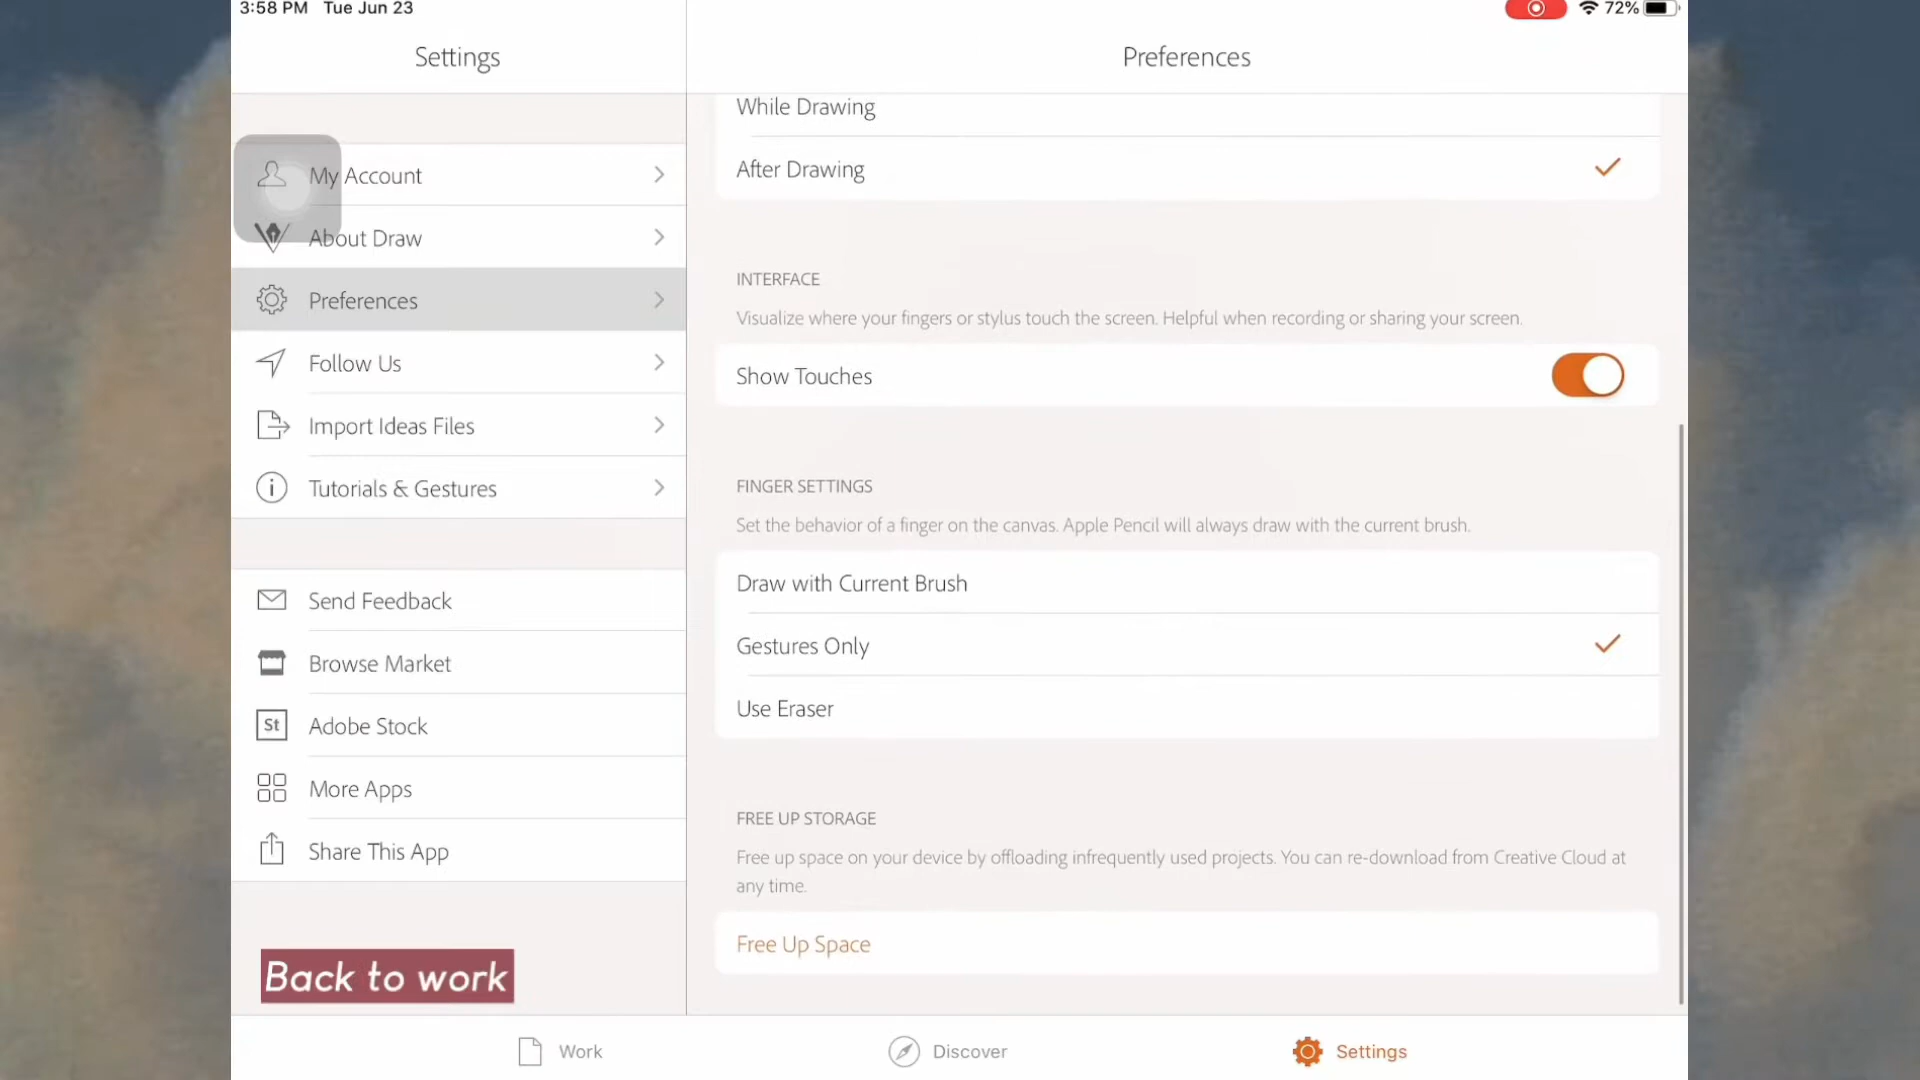 3:58 PM Tue Jun 23
72%
Settings
My Account
About Draw
Preferences
Follow Us
Import Ideas Files
Tutorials & Gestures
Send Feedback
Browse Market
St Adobe Stock
More Apps
Share This App
Back to work
Preferences
While Drawing
After Drawing
INTERFACE
Visualize where your fingers or stylus touch the screen. Helpful when recording or sharing your screen.
Show Touches
FINGER SETTINGS
Set the behavior of a finger on the canvas. Apple Pencil will always draw with the current brush.
Draw with Current Brush
Gestures Only
Use Eraser
FREE UP STORAGE
Free up space on your device by offloading infrequently used projects. You can re-download from Creative Cloud at
any time.
Free Up Space
Work
Discover
Settings